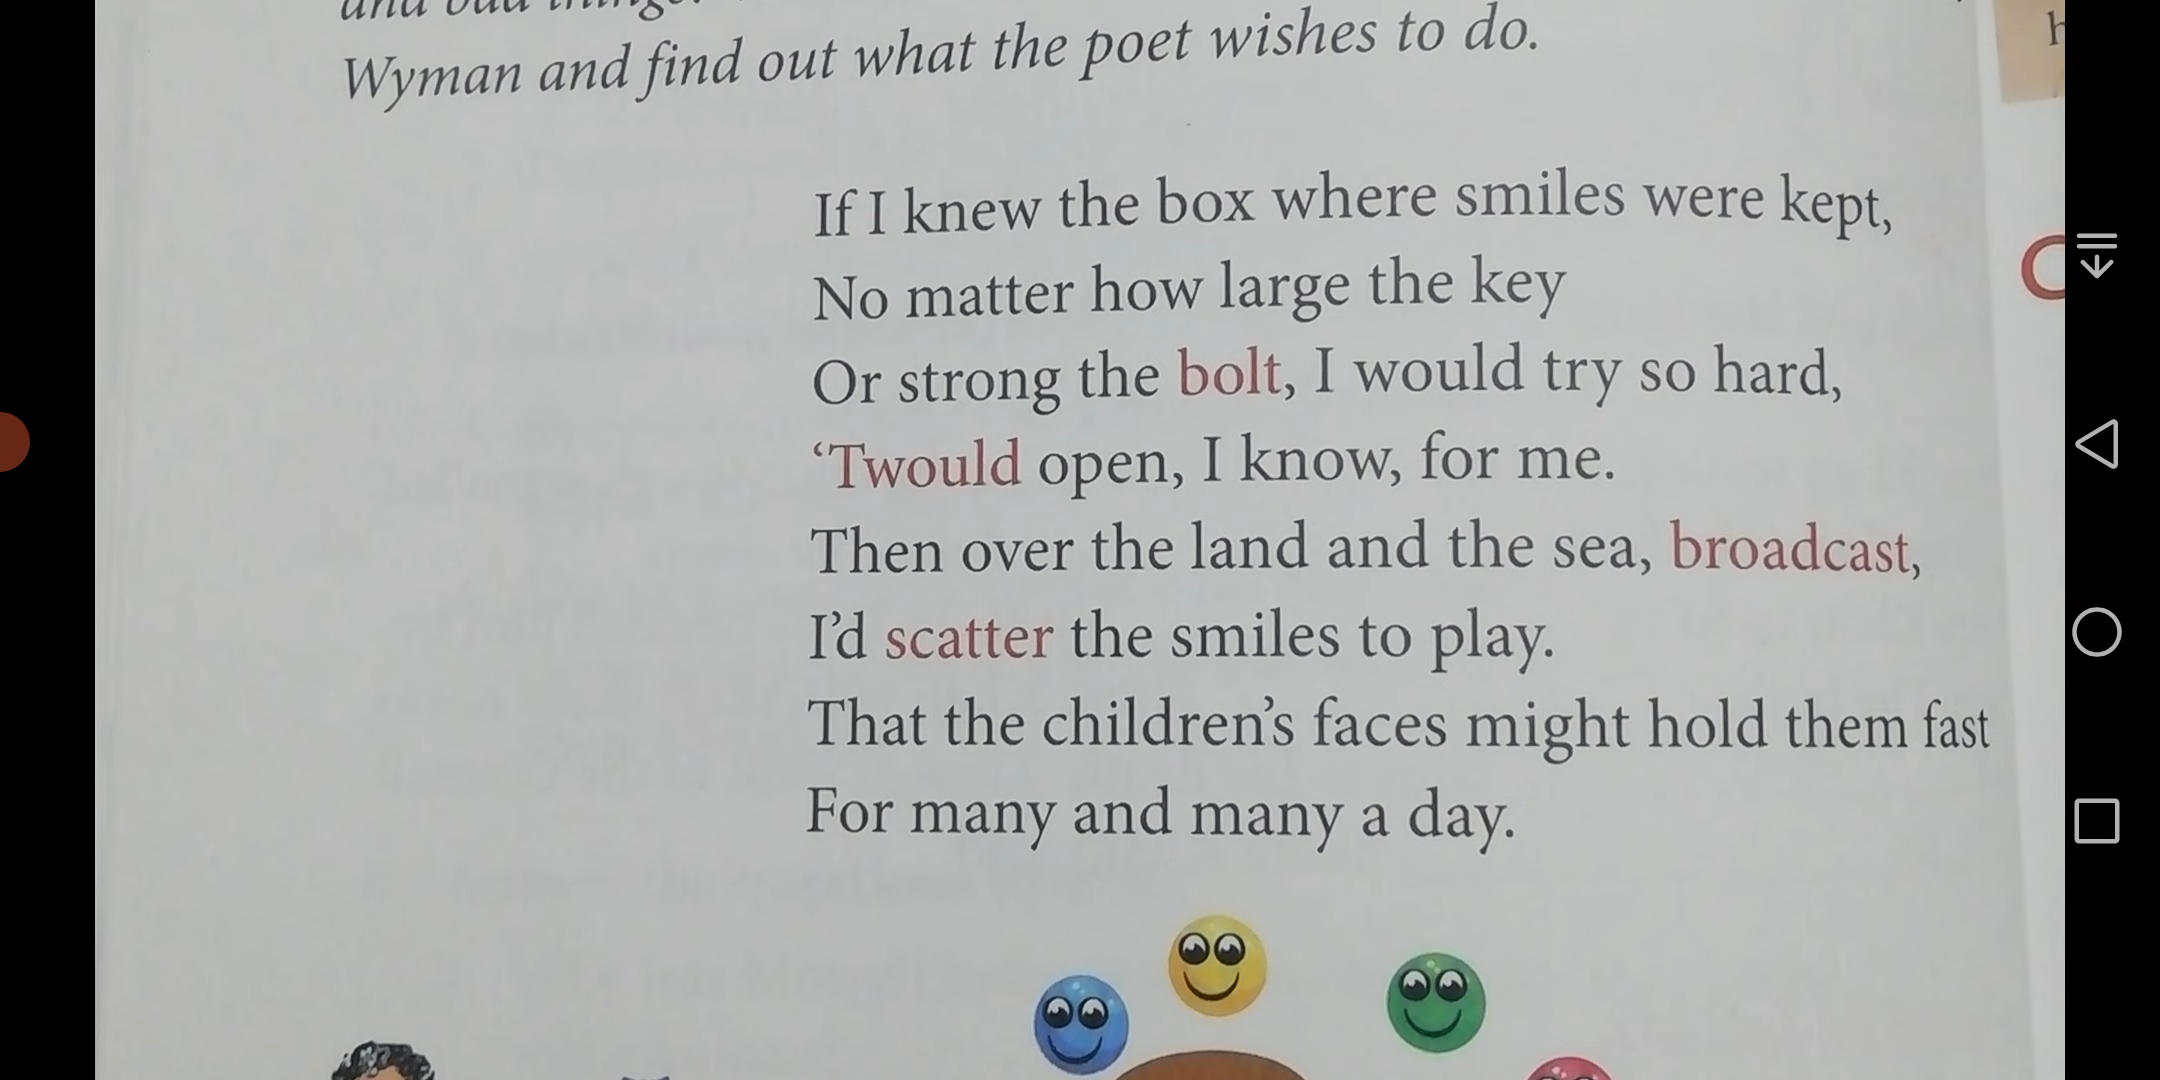 and bad things.
Wyman and find out what the poet wishes to do.
If I knew the box where smiles were kept,
No matter how large the key
Or strong the bolt, I would try so hard,
‘Twould open, I know, for me.
Then over the land and the sea, broadcast,
I’d scatter the smiles to play.
That the children’s faces might hold them fast
For many and many a day.